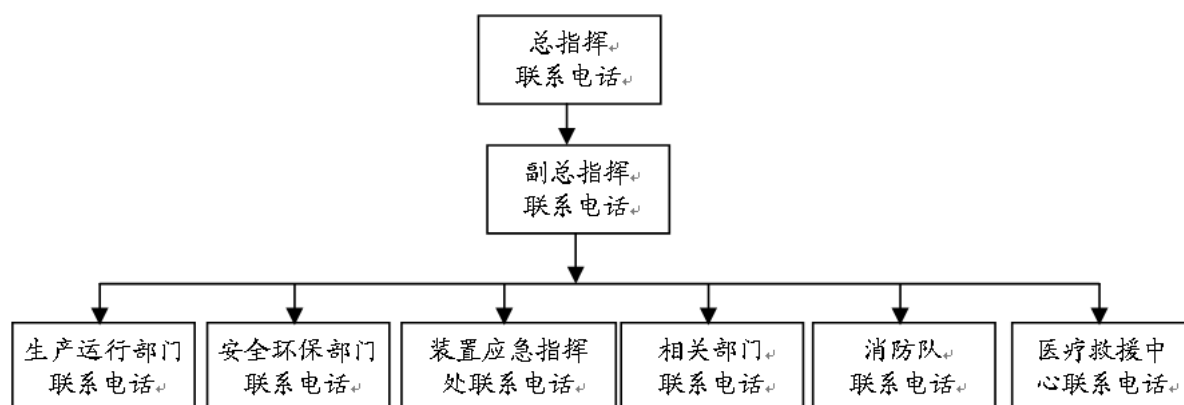 总指挥
联系电话
副总指挥
联系电话
生产运行部门
联系电话
安全环保部门
联系电话
装置应急指挥
处联系电话
相关部门
联系电话
消防队
联系电话
医疗救援中
心联系电话